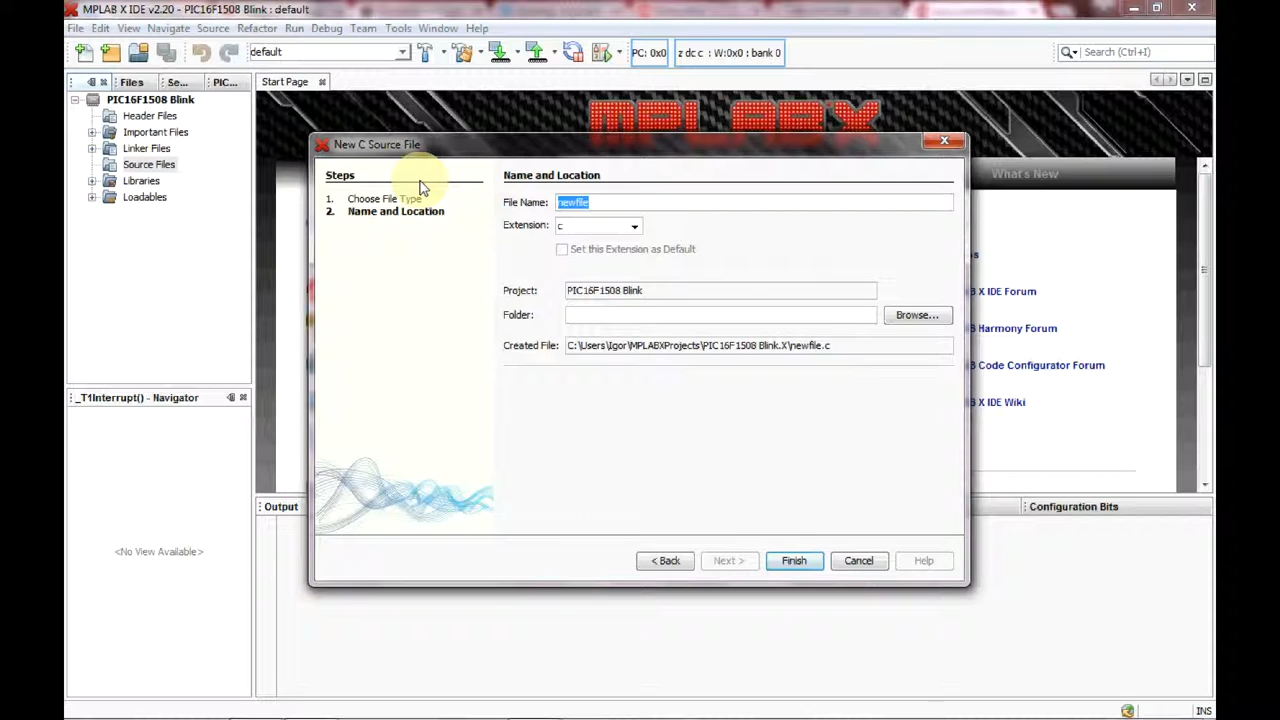 MPLAB X IDE v2.20 - PIC16F1508 Blink : default
File Edit View Navigate Source Refactor Run Debug Team Tools Window Help
default
PC: 0x0
z dc c : W:0x0 : bank 0
Search (Ctrl+I)
Files
Se...
PIC...
Start Page
PIC16F1508 Blink
Header Files
Important Files
Linker Files
Source Files
Libraries
Loadables
MPLABX
What's New
New C Source File
Steps
1. Choose File Type
2. Name and Location
Name and Location
File Name: newfile
Extension: c
Set this Extension as Default
Project: PIC16F1508 Blink
Folder:
Browse...
Created File: C:\Users\Igor\MPLABXProjects\PIC16F1508 Blink.X\newfile.c
< Back
Next >
Finish
Cancel
Help
X IDE Forum
X Harmony Forum
Code Configurator Forum
X IDE Wiki
_T1Interrupt() - Navigator
<No View Available>
Output
Configuration Bits
INS